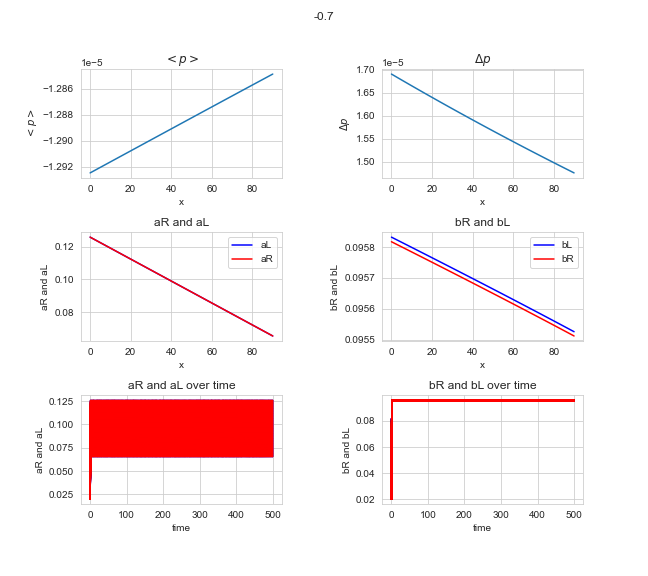 -0.7
< p >
Δp
1e−5
1e−5
−1.286
−1.288
−1.290
−1.292
< p >
0 20 40 60 80
x
1.70
1.65
1.60
1.55
1.50
Δp
0 20 40 60 80
x
aR and aL
0.12
0.10
0.08
aR and aL
aL
aR
0 20 40 60 80
x
bR and bL
0.0958
0.0957
0.0956
0.0955
bR and bL
bL
bR
0 20 40 60 80
x
aR and aL over time
0.125
0.100
0.075
0.050
0.025
aR and aL
0 100 200 300 400 500
time
bR and bL over time
0.08
0.06
0.04
0.02
bR and bL
0 100 200 300 400 500
time